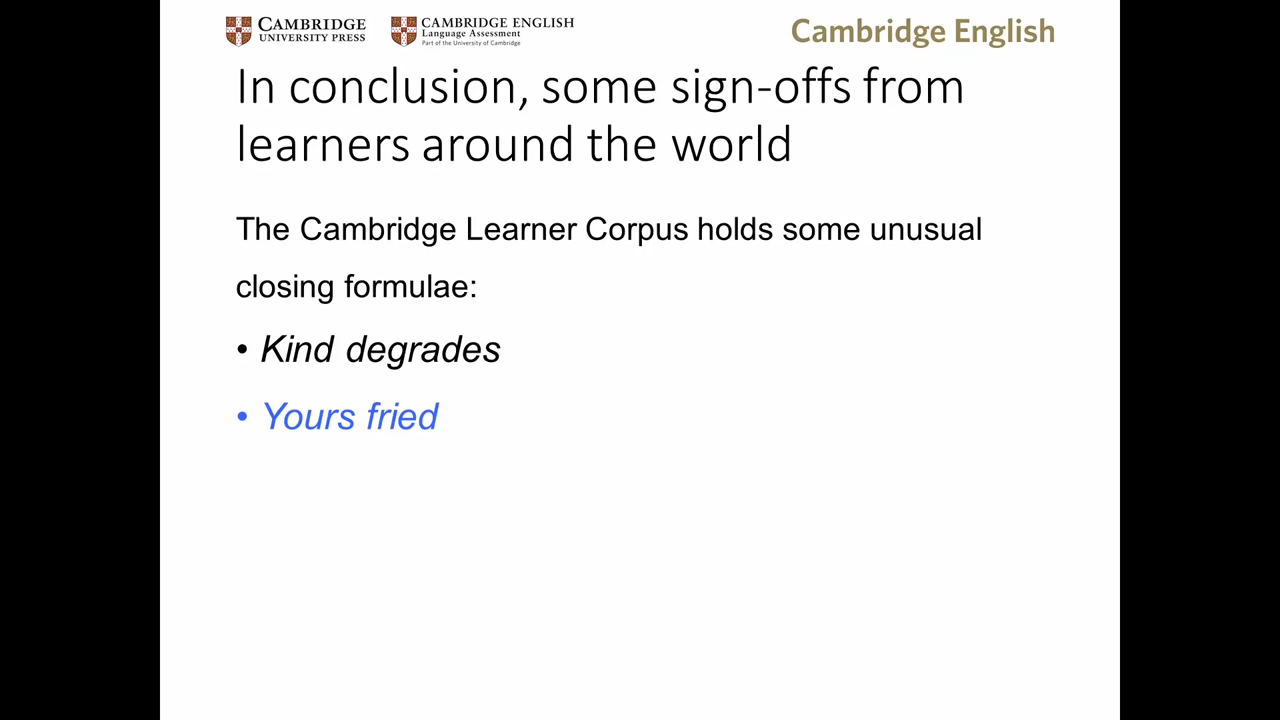 CAMBRIDGE
UNIVERSITY PRESS
CAMBRIDGE ENGLISH
Language Assessment
Part of the University of Cambridge
Cambridge English
In conclusion, some sign-offs from
learners around the world
The Cambridge Learner Corpus holds some unusual
closing formulae:
• Kind degrades
• Yours fried